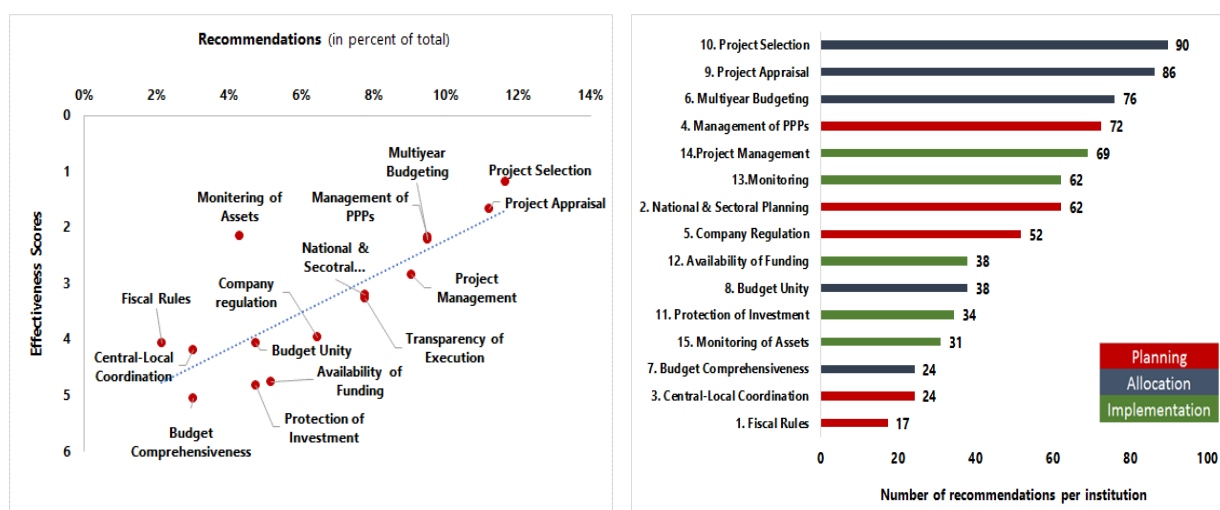 Recommendations (in percent of total)
0% 2% 4% 6% 8% 10% 12% 14%
Effectiveness Scores
0
1
2
3
4
5
6
Multiyear
Budgeting
Project Selection
Monitering of
Assets
Management of
PPPs
Project Appraisal
National &
Secotral...
Company
regulation
Project
Management
Fiscal Rules
Transparency of
Execution
Central-Local
Coordination
Budget Unity
Availability of
Funding
Protection of
Investment
Budget
Comprehensiveness
10. Project Selection 90
9. Project Appraisal 86
6. Multiyear Budgeting 76
4. Management of PPPs 72
14.Project Management 69
13.Monitoring 62
2. National & Sectoral Planning 62
5. Company Regulation 52
12. Availability of Funding 38
8. Budget Unity 38
11. Protection of Investment 34
15. Monitoring of Assets 31
7. Budget Comprehensiveness 24
3. Central-Local Coordination 24
1. Fiscal Rules 17
Planning
Allocation
Implementation
0 20 40 60 80 100
Number of recommendations per institution